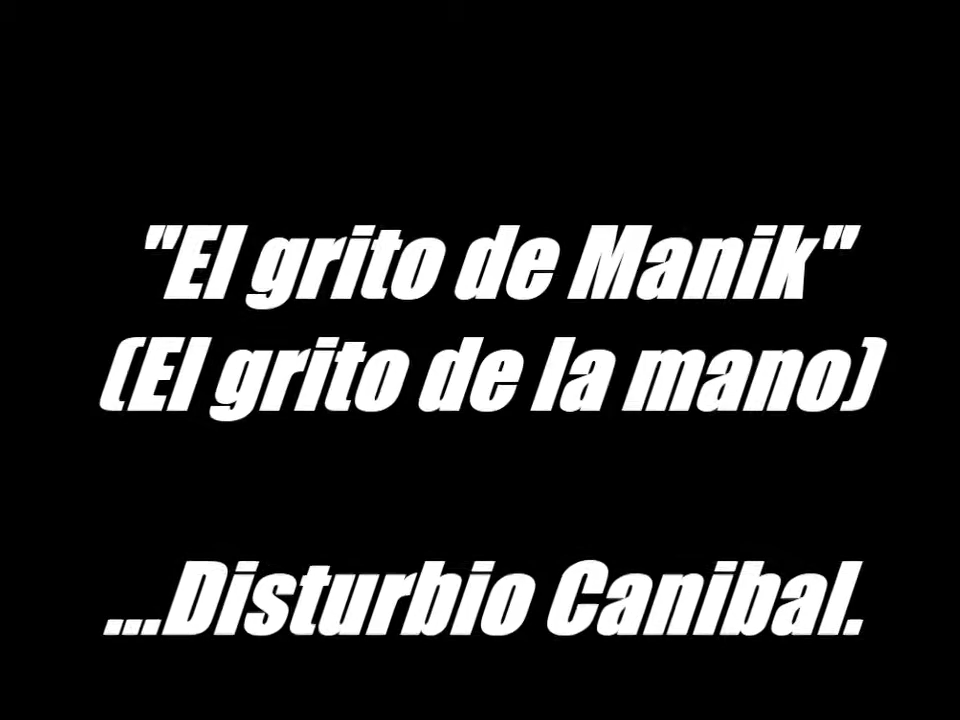 "El grito de Manik"
(El grito de la mano)
...Disturbio Canibal.